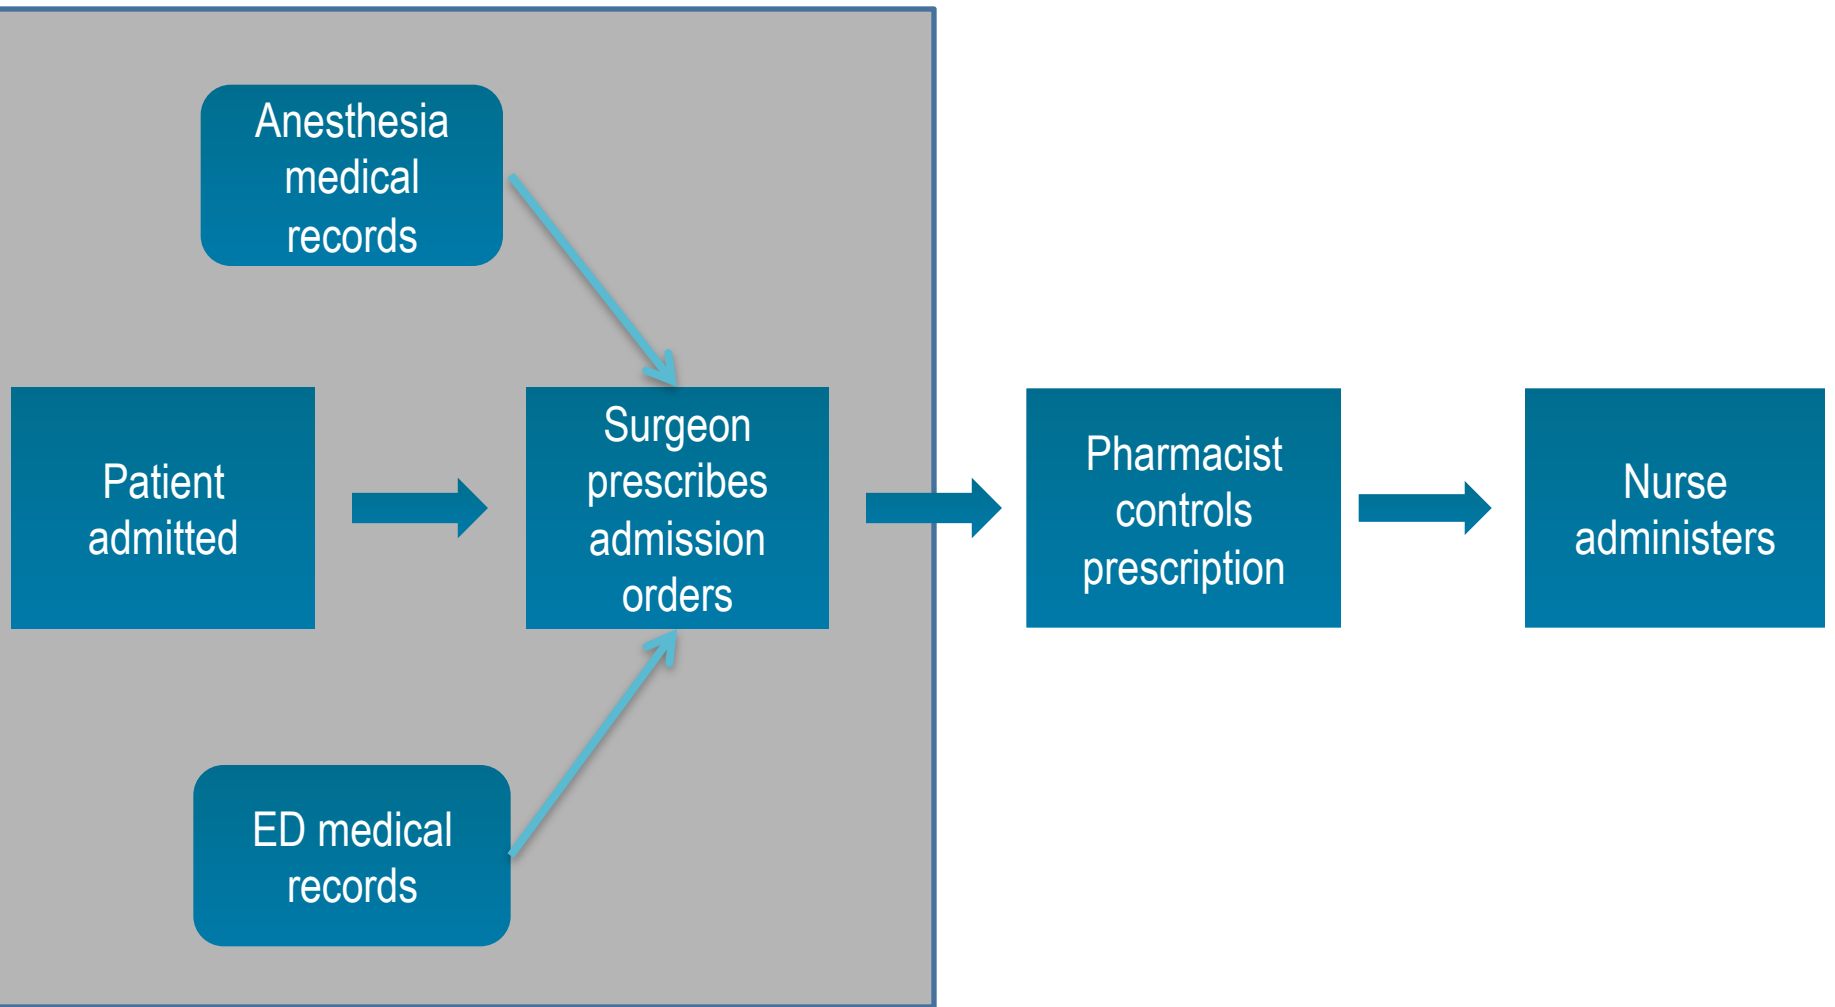 Anesthesia
medical
records
Patient
admitted
Surgeon
prescribes
admission
orders
Pharmacist
controls
prescription
Nurse
administers
ED medical
records